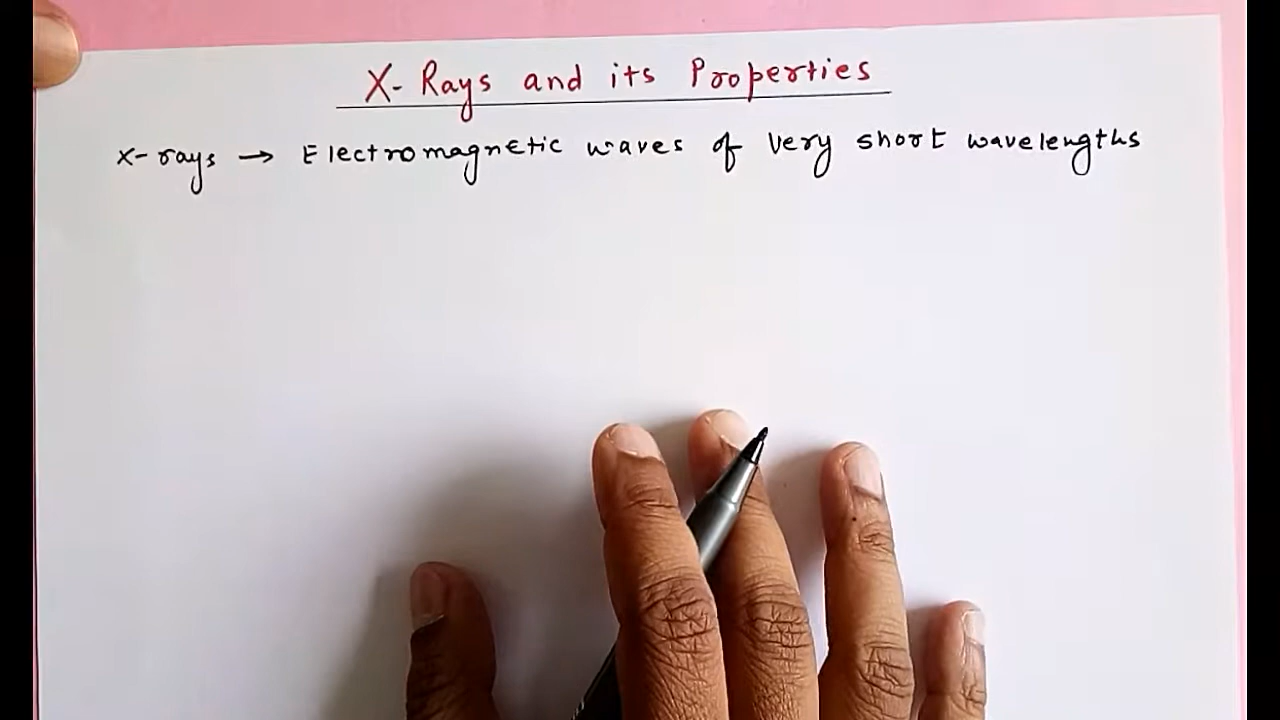 X-Rays and its Properties
X-rays → Electromagnetic waves of very short wavelengths